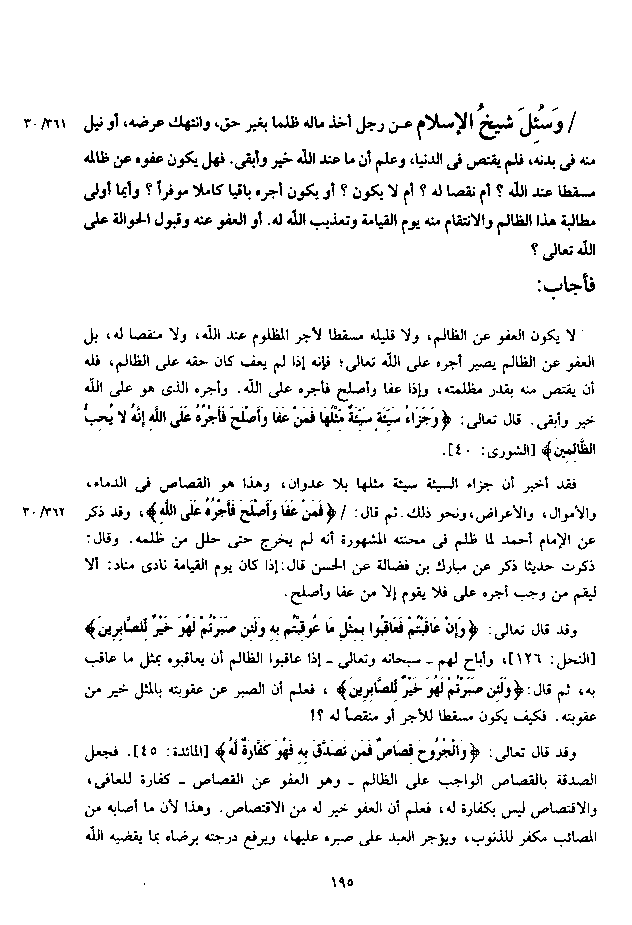 / وَسُئِلَ شيخُ الإسلام عن رجل أخذ ماله ظلما بغير حق، وانتهك عرضه، أو نيل ٣٠/٣٦١
منه فى بدنه، فلم يقتص فى الدنيا، وعلم أن ما عند الله خير وأبقى. فهل يكون عفوه عن ظالمه
مسقطا عند الله ؟ أم نقصا له ؟ أم لا يكون ؟ أو يكون أجره باقيا كاملا موفراً ؟ وأيما أولى
مطالبة هذا الظالم والانتقام منه يوم القيامة وتعذيب الله له. أو العفو عنه وقبول الحوالة على
الله تعالى ؟
فأجاب:
لا يكون العفو عن الظالم، ولا قليله مسقطا لأجر المظلوم عند الله، ولا منقصا له، بل
العفو عن الظالم يصير أجره على الله تعالى؛ فإنه إذا لم يعف كان حقه على الظالم، فله
أن يقتص منه بقدر مظلمته، وإذا عفا وأصلح فأجره على الله. وأجره الذى هو على الله
خير وأبقى. قال تعالى: ﴿ وَجَزَاءُ سَيِّئَةٍ سَيِّئَةٌ مِّثْلُهَا فَمَنْ عَفَا وَأَصْلَحَ فَأَجْرُهُ عَلَى اللَّهِ إِنَّهُ لا يُحِبُّ
الظَّالِمِينَ﴾ [الشورى: ٤٠].
فقد أخبر أن جزاء السيئة سيئة مثلها بلا عدوان، وهذا هو القصاص فى الدماء،
والأموال، والأعراض، ونحو ذلك. ثم قال: / ﴿ فَمَنْ عَفَا وَأَصْلَحَ فَأَجْرُهُ عَلَى اللَّهِ ﴾، وقد ذكر ٣٠/٣٦٢
عن الإمام أحمد لما ظلم فى محنته المشهورة أنه لم يخرج حتى حلل من ظلمه. وقال:
ذكرت حديثا ذكر عن مبارك بن فضالة عن الحسن قال: إذا كان يوم القيامة نادى مناد: ألا
ليقم من وجب أجره على فلا يقوم إلا من عفا وأصلح.
وقد قال تعالى: ﴿ وَإِنْ عَاقَبْتُمْ فَعَاقِبُوا بِمِثْلِ مَا عُوقِبْتُم بِهِ وَلَئِن صَبَرْتُمْ لَهُوَ خَيْرٌ لِّلصَّابِرِينَ﴾
[النحل: ١٢٦]، وأباح لهم ـ سبحانه وتعالى ـ إذا عاقبوا الظالم أن يعاقبوه بمثل ما عاقب
به، ثم قال: ﴿ وَلَئِن صَبَرْتُمْ لَهُوَ خَيْرٌ لِّلصَّابِرِينَ ﴾ ، فعلم أن الصبر عن عقوبته بالمثل خير من
عقوبته. فكيف يكون مسقطا للأجر أو منقصاً له ؟!
وقد قال تعالى: ﴿ وَالْجُرُوحَ قِصَاصٌ فَمَن تَصَدَّقَ بِهِ فَهُوَ كَفَّارَةٌ لَّهُ ﴾ [المائدة: ٤٥]. فجعل
الصدقة بالقصاص الواجب على الظالم ـ وهو العفو عن القصاص ـ كفارة للعافى،
والاقتصاص ليس بكفارة له، فعلم أن العفو خير له من الاقتصاص. وهذا لأن ما أصابه من
المصائب مكفر للذنوب، ويؤجر العبد على صبره عليها، ويرفع درجته برضاه بما يقضيه الله
١٩٥